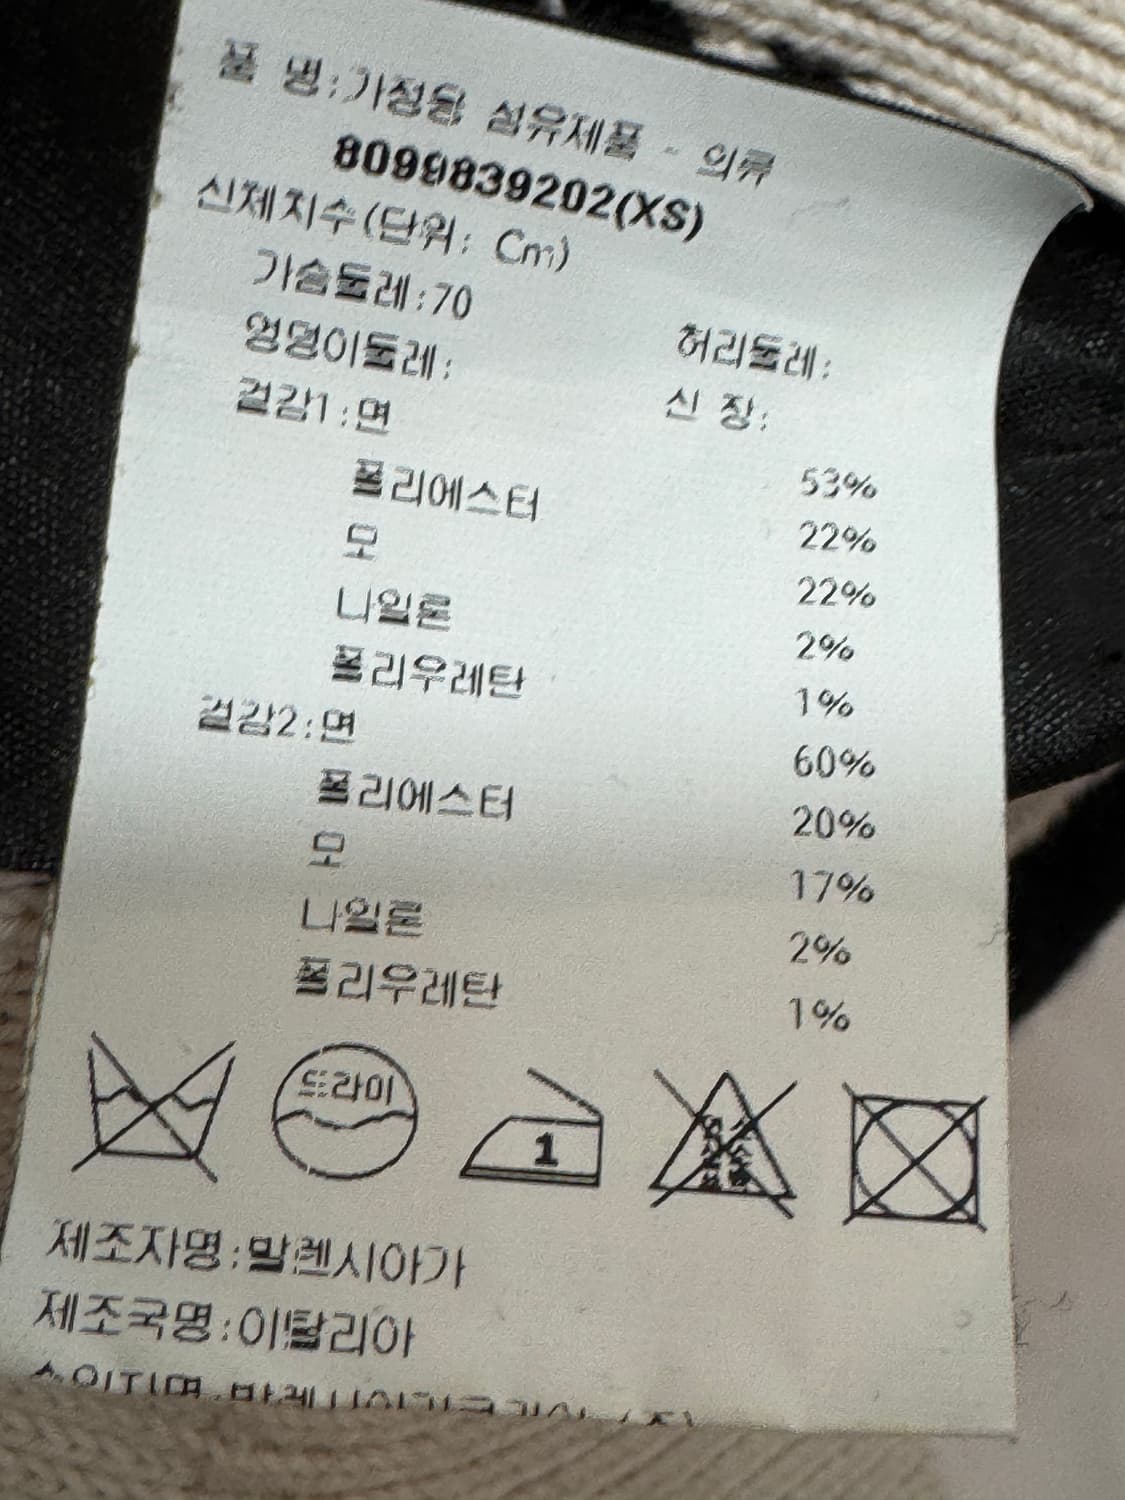 품 명:가정용 섬유제품 - 의류
8099839202(XS)
신체치수(단위: Cm)
가슴둘레:70 허리둘레:
엉덩이둘레: 신 장:
겉감1:면 53%
폴리에스터 22%
모 22%
나일론 2%
폴리우레탄 1%
겉감2:면 60%
폴리에스터 20%
모 17%
나일론 2%
폴리우레탄 1%
드라이
1
제조자명:발렌시아가
제조국명:이탈리아